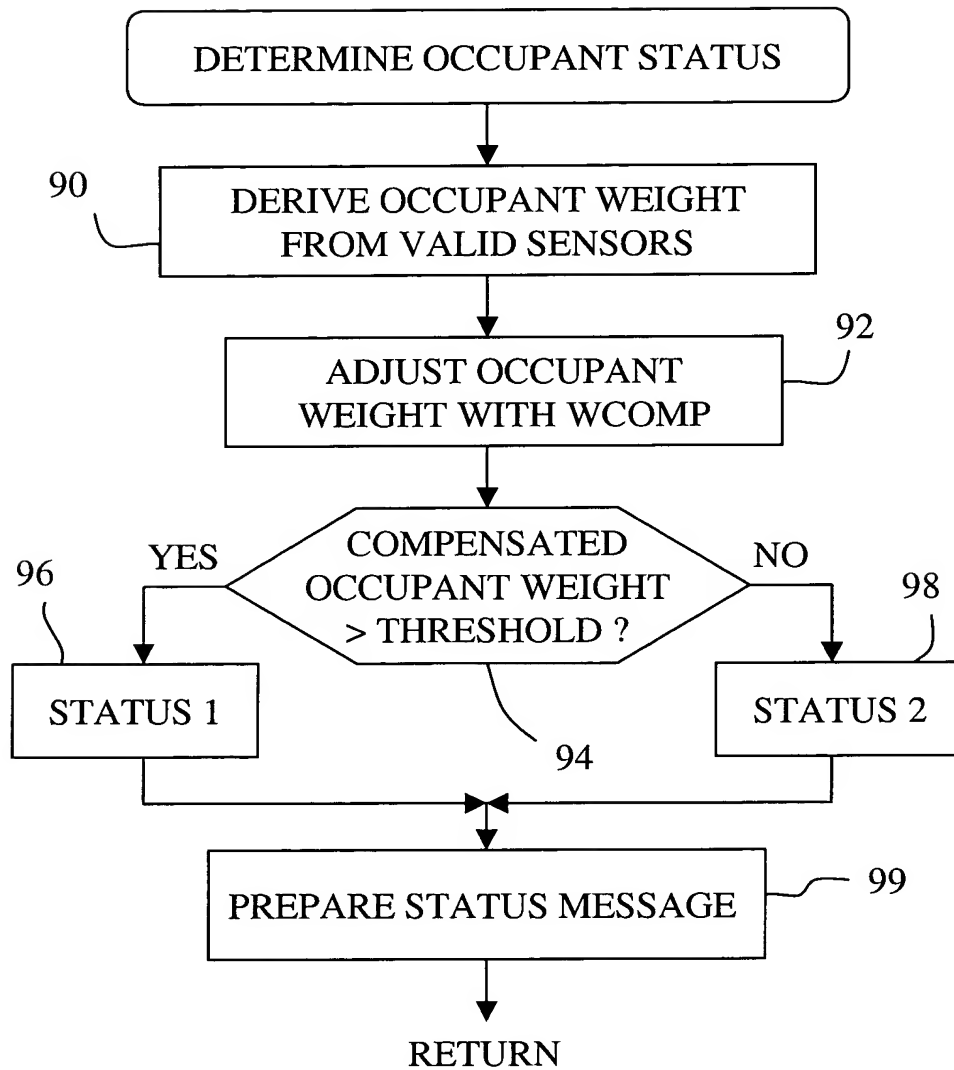 DETERMINE OCCUPANT STATUS
90
DERIVE OCCUPANT WEIGHT
FROM VALID SENSORS
92
ADJUST OCCUPANT
WEIGHT WITH WCOMP
YES
COMPENSATED
OCCUPANT WEIGHT
> THRESHOLD ?
NO
96
98
STATUS 1
STATUS 2
94
PREPARE STATUS MESSAGE
99
RETURN